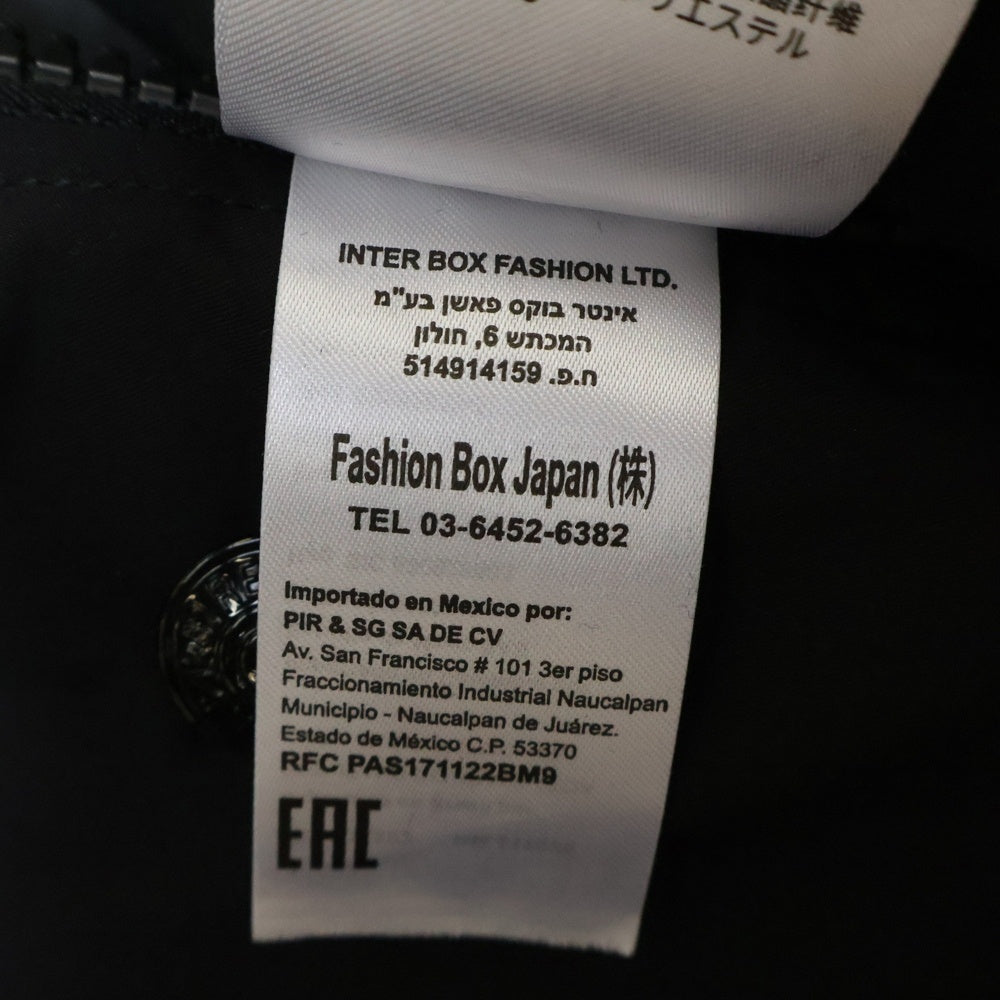 纤维
エステル
INTER BOX FASHION LTD.
אינטר בוקס פאשן בע"מ
המכתש 6, חולון
ח.פ. 514914159
Fashion Box Japan (株)
TEL 03-6452-6382
Importado en Mexico por:
PIR & SG SA DE CV
Av. San Francisco # 101 3er piso
Fraccionamiento Industrial Naucalpan
Municipio - Naucalpan de Juárez.
Estado de México C.P. 53370
RFC PAS171122BM9
EAC